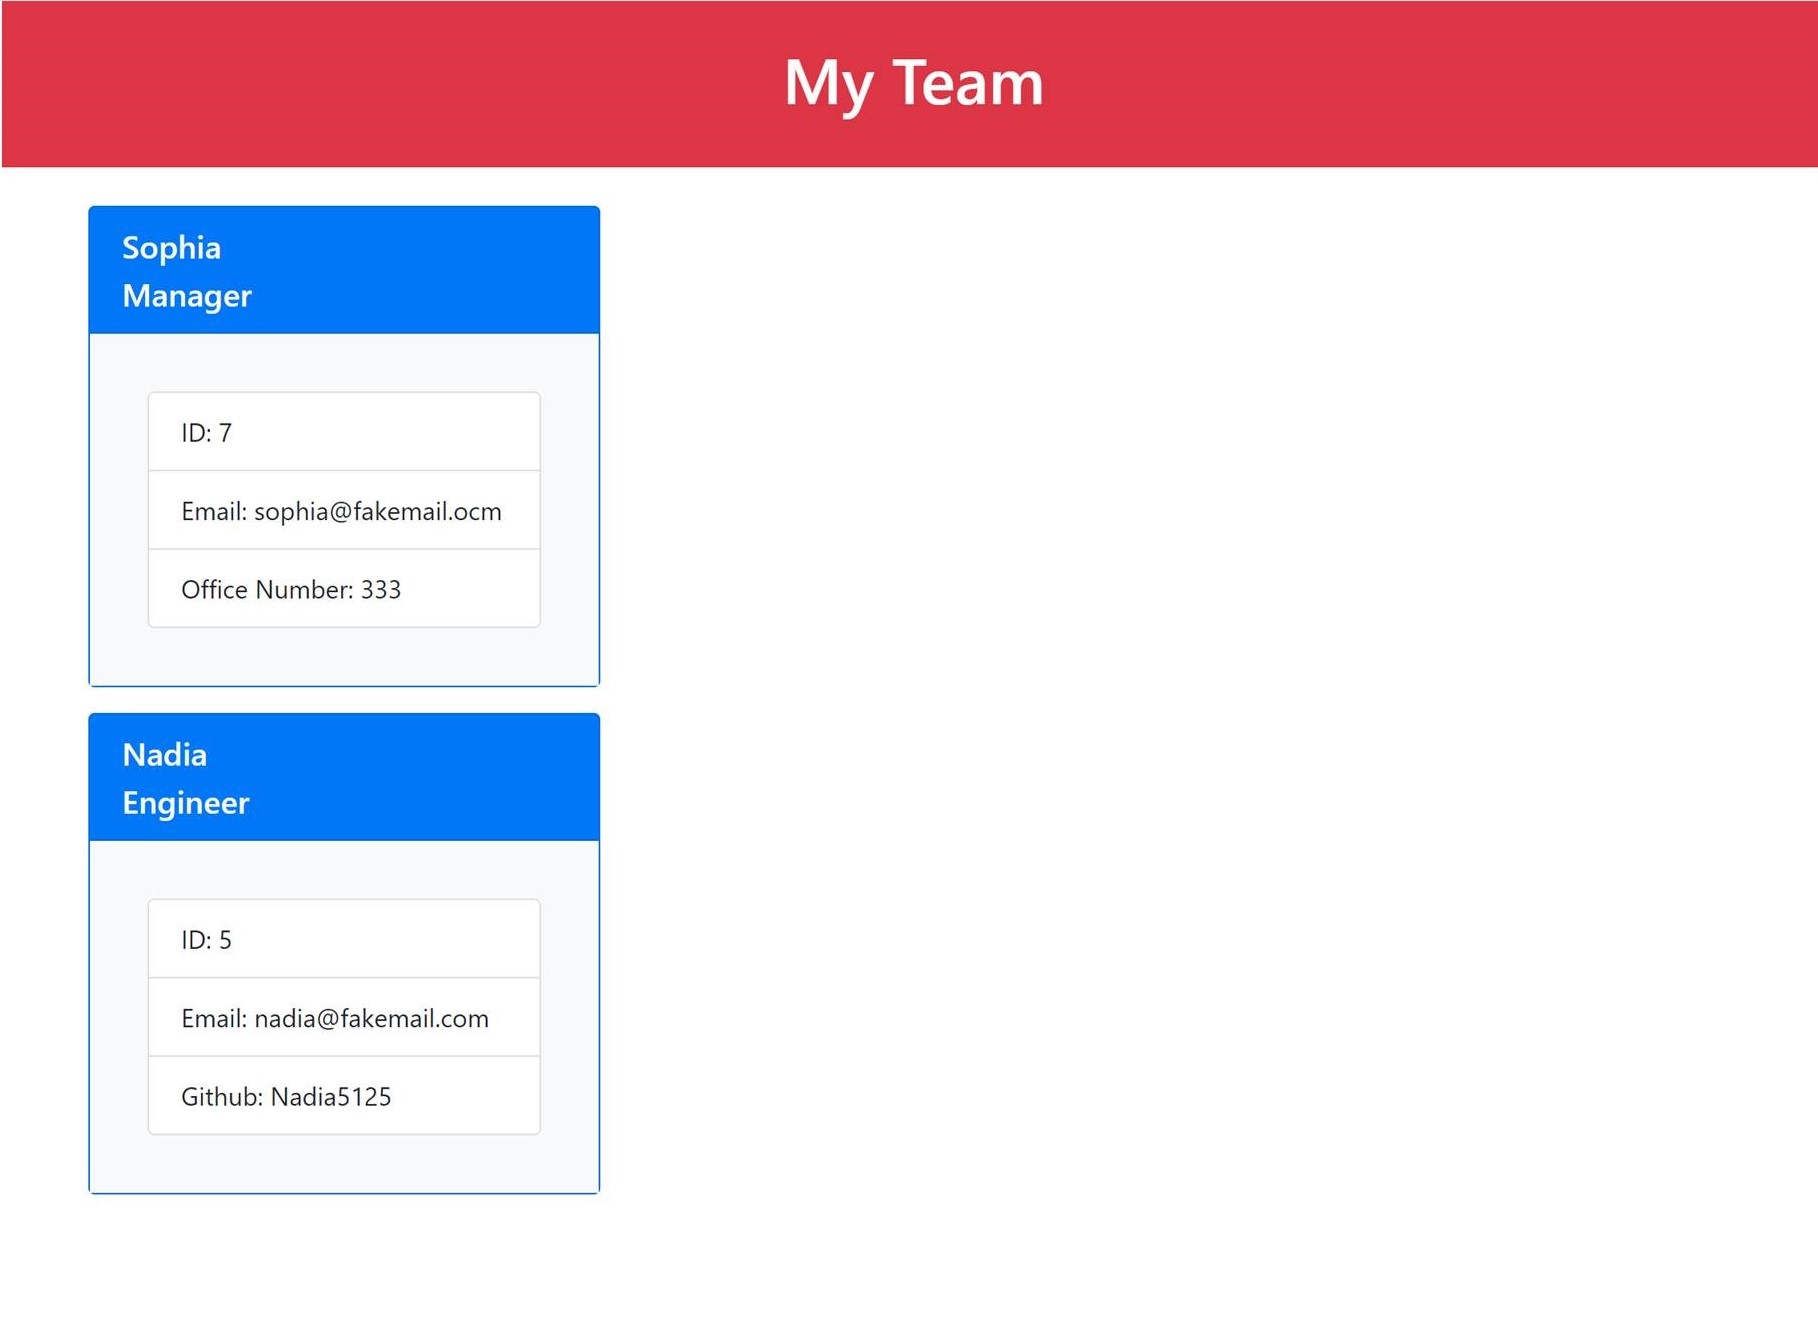 My Team
Sophia
Manager
ID: 7
Email: sophia@fakemail.ocm
Office Number: 333
Nadia
Engineer
ID: 5
Email: nadia@fakemail.com
Github: Nadia5125